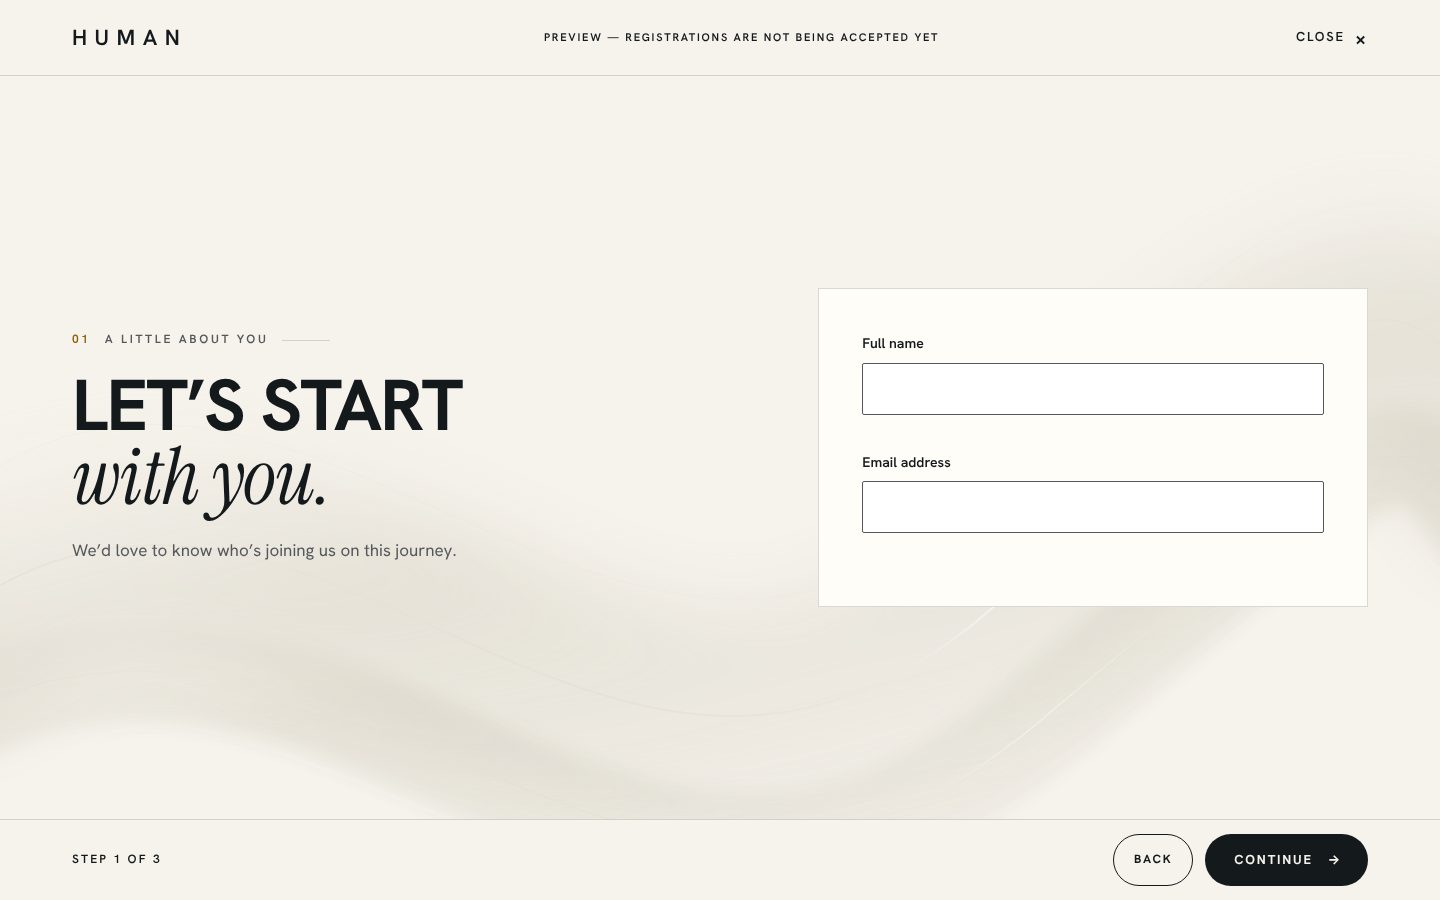 HUMAN
PREVIEW — REGISTRATIONS ARE NOT BEING ACCEPTED YET
CLOSE ×
01 A LITTLE ABOUT YOU
LET’S START
with you.
We’d love to know who’s joining us on this journey.
Full name
Email address
STEP 1 OF 3
BACK
CONTINUE →